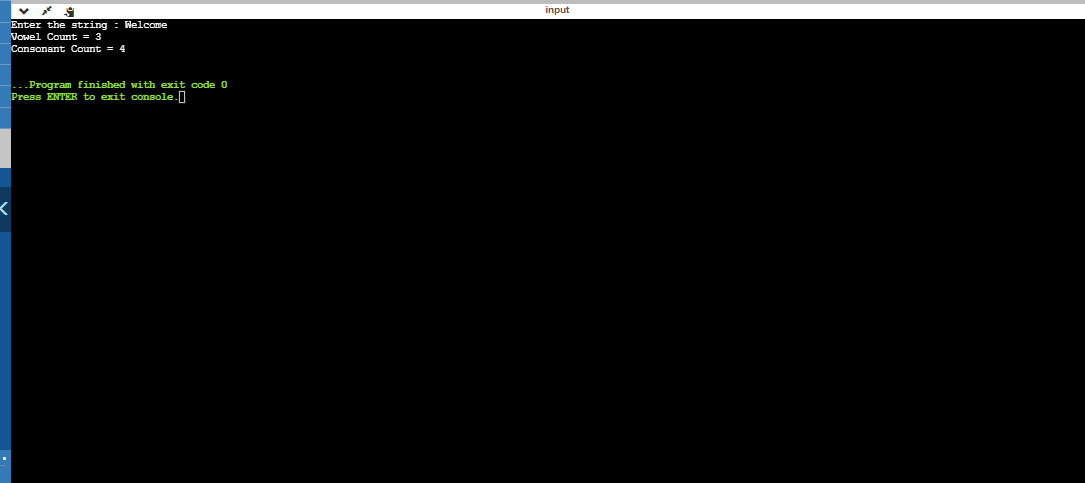 input
Enter the string : Welcome
Vowel Count = 3
Consonant Count = 4
...Program finished with exit code 0
Press ENTER to exit console.